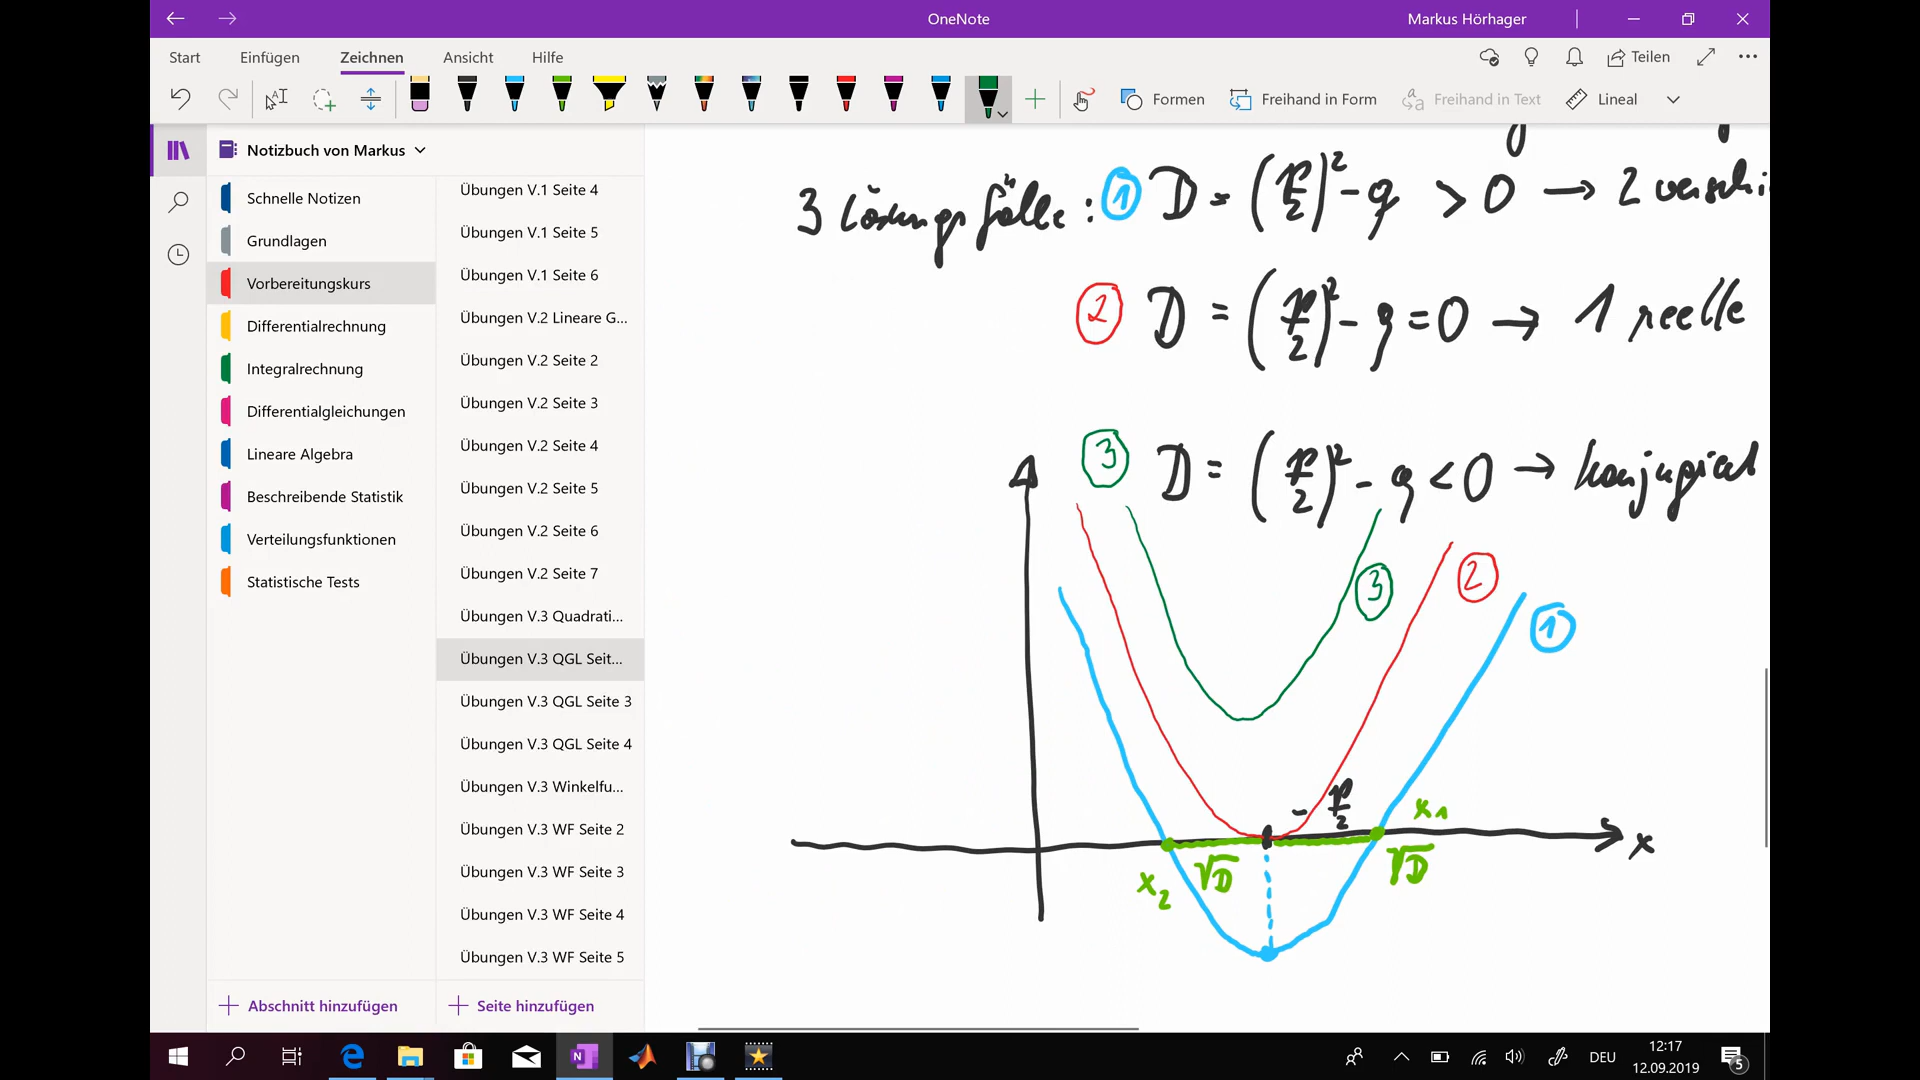 OneNote
Markus Hörhager
Start Einfügen Zeichnen Ansicht Hilfe
Teilen
Formen Freihand in Form Freihand in Text Lineal
Notizbuch von Markus
Schnelle Notizen
Grundlagen
Vorbereitungskurs
Differentialrechnung
Integralrechnung
Differentialgleichungen
Lineare Algebra
Beschreibende Statistik
Verteilungsfunktionen
Statistische Tests
Abschnitt hinzufügen
Übungen V.1 Seite 4
Übungen V.1 Seite 5
Übungen V.1 Seite 6
Übungen V.2 Lineare G...
Übungen V.2 Seite 2
Übungen V.2 Seite 3
Übungen V.2 Seite 4
Übungen V.2 Seite 5
Übungen V.2 Seite 6
Übungen V.2 Seite 7
Übungen V.3 Quadrati...
Übungen V.3 QGL Seit...
Übungen V.3 QGL Seite 3
Übungen V.3 QGL Seite 4
Übungen V.3 Winkelfu...
Übungen V.3 WF Seite 2
Übungen V.3 WF Seite 3
Übungen V.3 WF Seite 4
Übungen V.3 WF Seite 5
Seite hinzufügen
3 Lösungsfälle: ① D = (p/2)² - q > 0 → 2 verschi
② D = (p/2)² - q = 0 → 1 reelle
③ D = (p/2)² - q < 0 → konjugiert
③ ② ①
- p/2 x₁
x
x₂ √D √D
DEU
12:17
12.09.2019
5